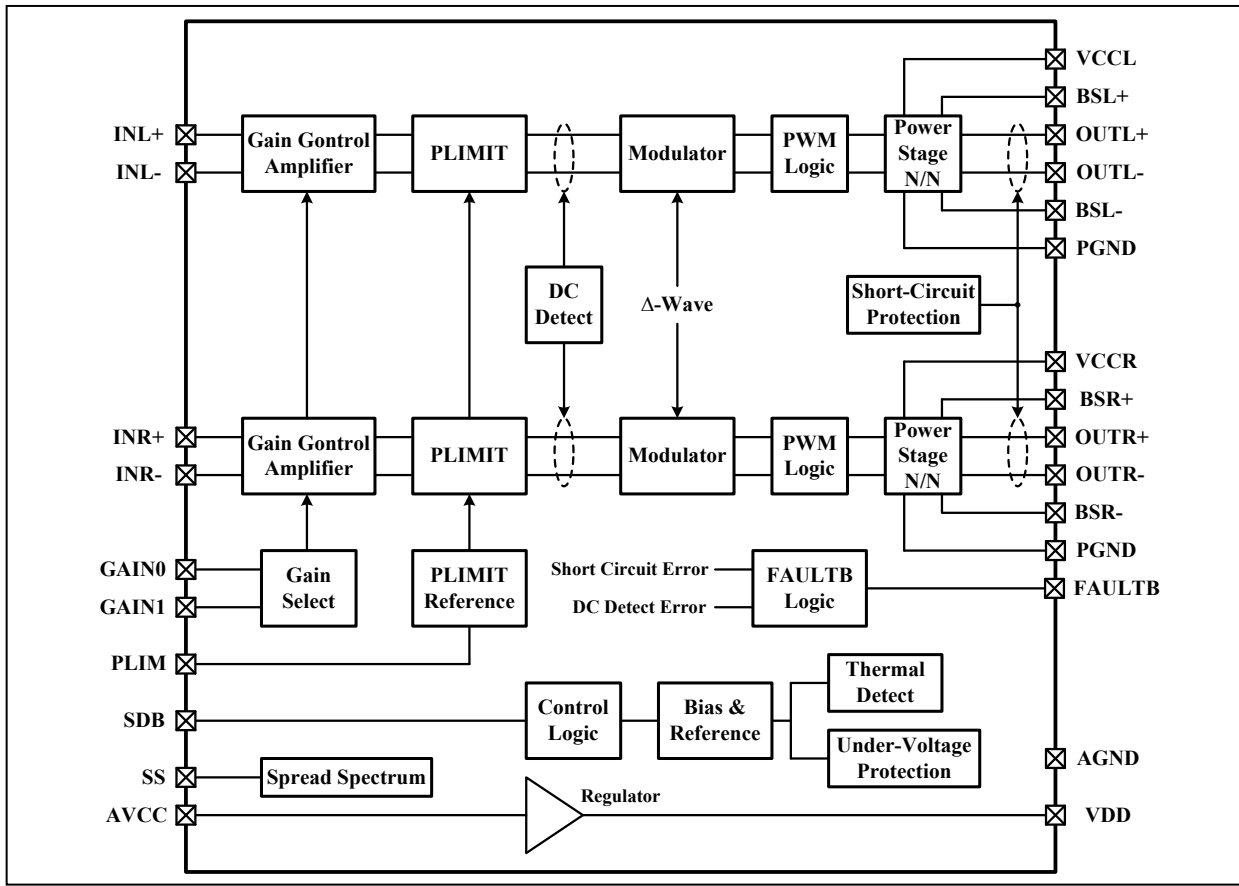 VCCL
BSL+
INL+
Gain Gontrol
Amplifier
PLIMIT
Modulator
PWM
Logic
Power
Stage
N/N
OUTL+
INL-
OUTL-
BSL-
PGND
DC
Detect
Δ-Wave
Short-Circuit
Protection
VCCR
BSR+
INR+
Gain Gontrol
Amplifier
PLIMIT
Modulator
PWM
Logic
Power
Stage
N/N
OUTR+
INR-
OUTR-
BSR-
PGND
GAIN0
GAIN1
Gain
Select
PLIMIT
Reference
Short Circuit Error
DC Detect Error
FAULTB
Logic
FAULTB
PLIM
SDB
Control
Logic
Bias &
Reference
Thermal
Detect
Under-Voltage
Protection
AGND
SS
Spread Spectrum
AVCC
Regulator
VDD